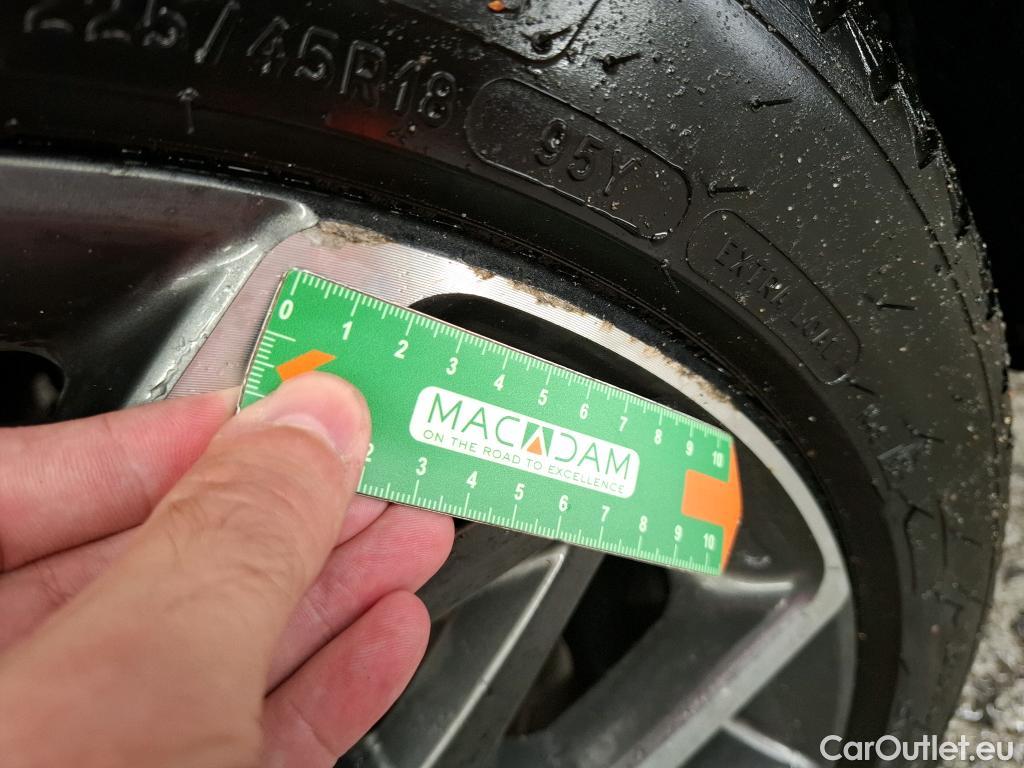 225/45R18
95Y
EXTRA LOAD
0 1 2 3 4 5 6 7 8 9 10
MACADAM
ON THE ROAD TO EXCELLENCE
2 3 4 5 6 7 8 9 10
CarOutlet.eu